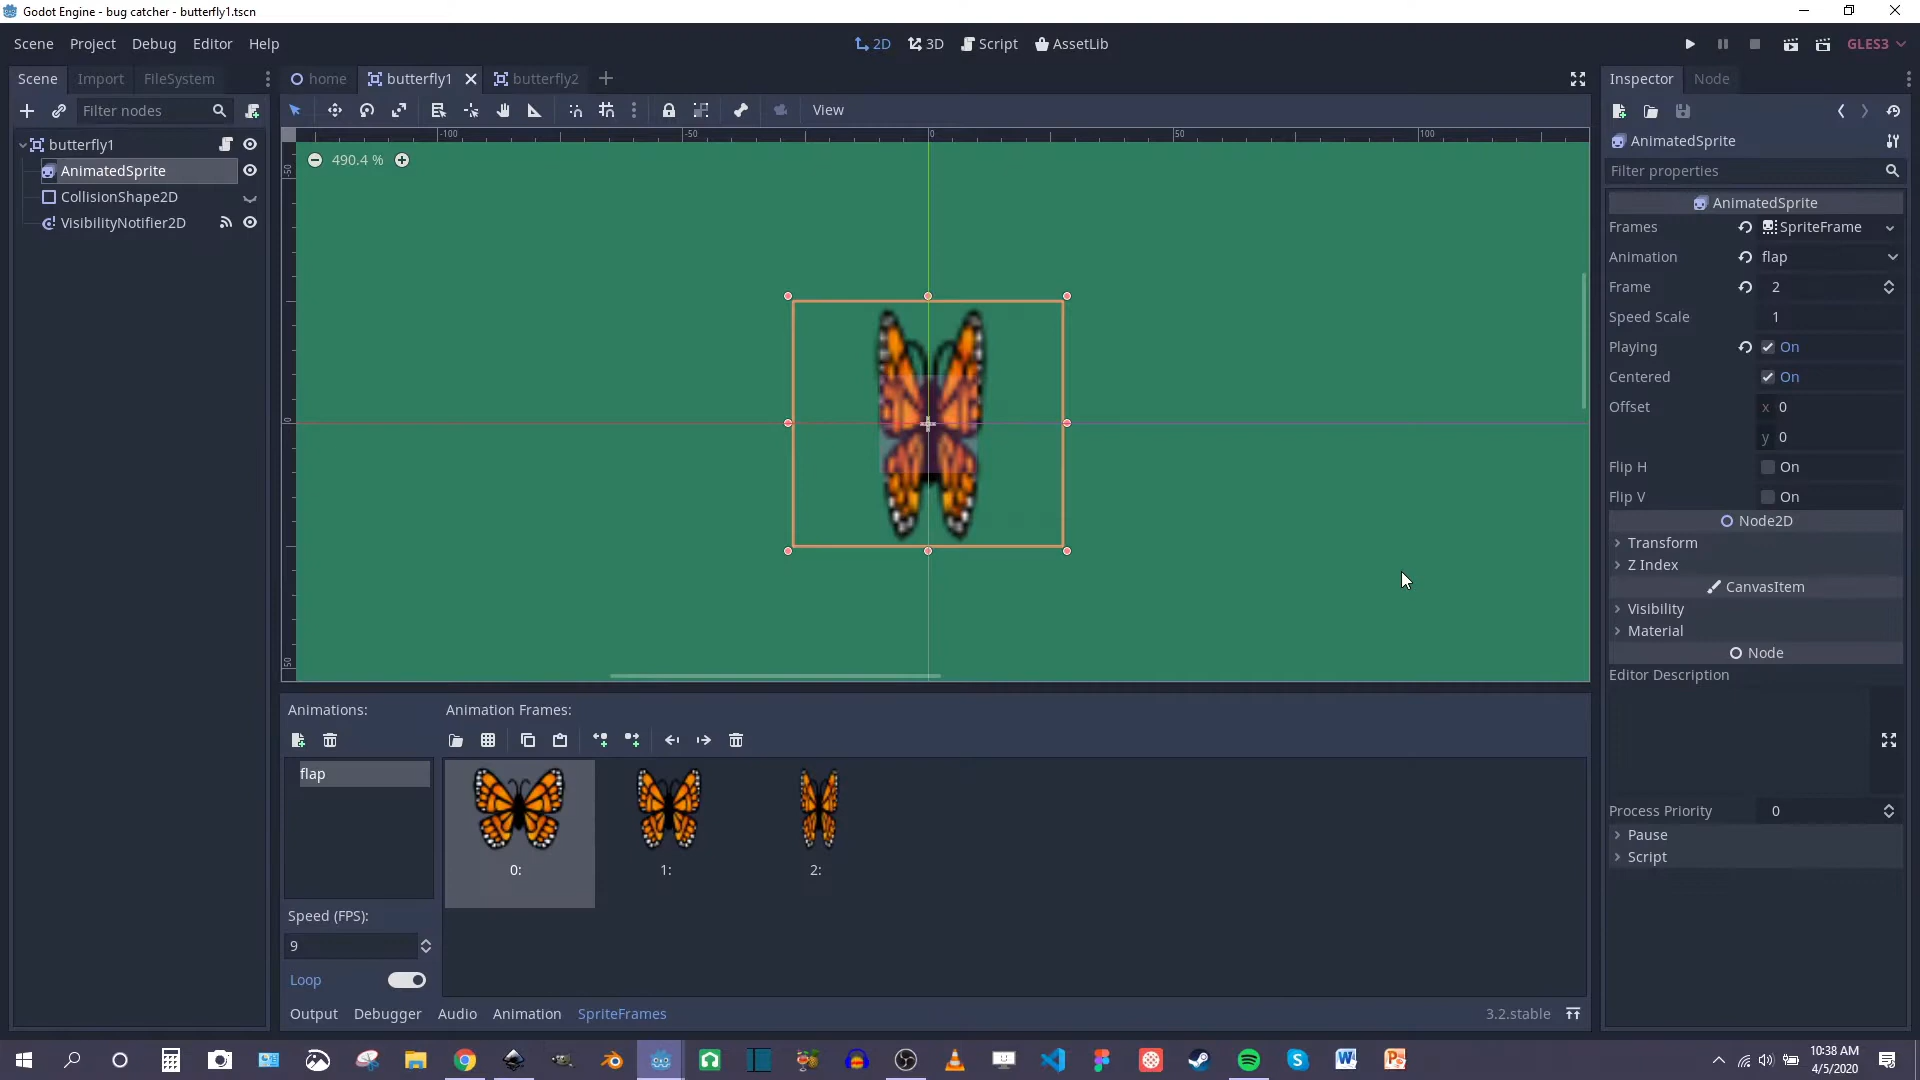 Godot Engine - bug catcher - butterfly1.tscn
Scene Project Debug Editor Help
2D 3D Script AssetLib
GLES3
Scene Import FileSystem
home butterfly1 butterfly2
Inspector Node
Filter nodes
View
butterfly1
AnimatedSprite
CollisionShape2D
VisibilityNotifier2D
-100 -50 0 50 100
-50
0
50
490.4 %
AnimatedSprite
Filter properties
AnimatedSprite
Frames SpriteFrame
Animation flap
Frame 2
Speed Scale 1
Playing On
Centered On
Offset x 0
y 0
Flip H On
Flip V On
Node2D
Transform
Z Index
CanvasItem
Visibility
Material
Node
Editor Description
Process Priority 0
Pause
Script
Animations: Animation Frames:
flap
0: 1: 2:
Speed (FPS):
9
Loop
Output Debugger Audio Animation SpriteFrames
3.2.stable
10:38 AM
4/5/2020